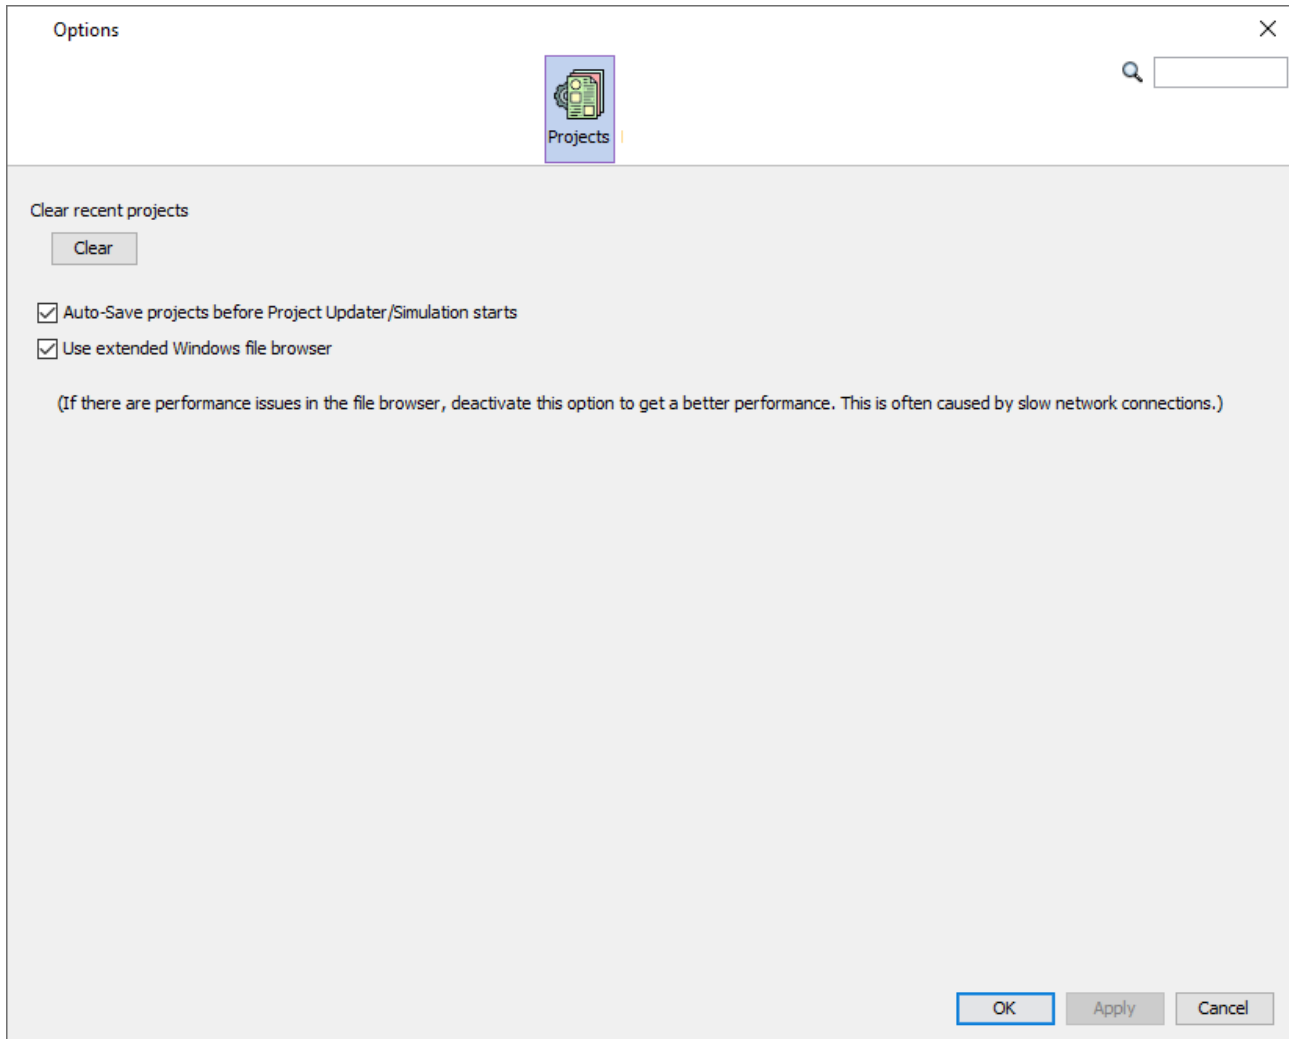 Options
Projects
Clear recent projects
Clear
Auto-Save projects before Project Updater/Simulation starts
Use extended Windows file browser
(If there are performance issues in the file browser, deactivate this option to get a better performance. This is often caused by slow network connections.)
OK
Apply
Cancel